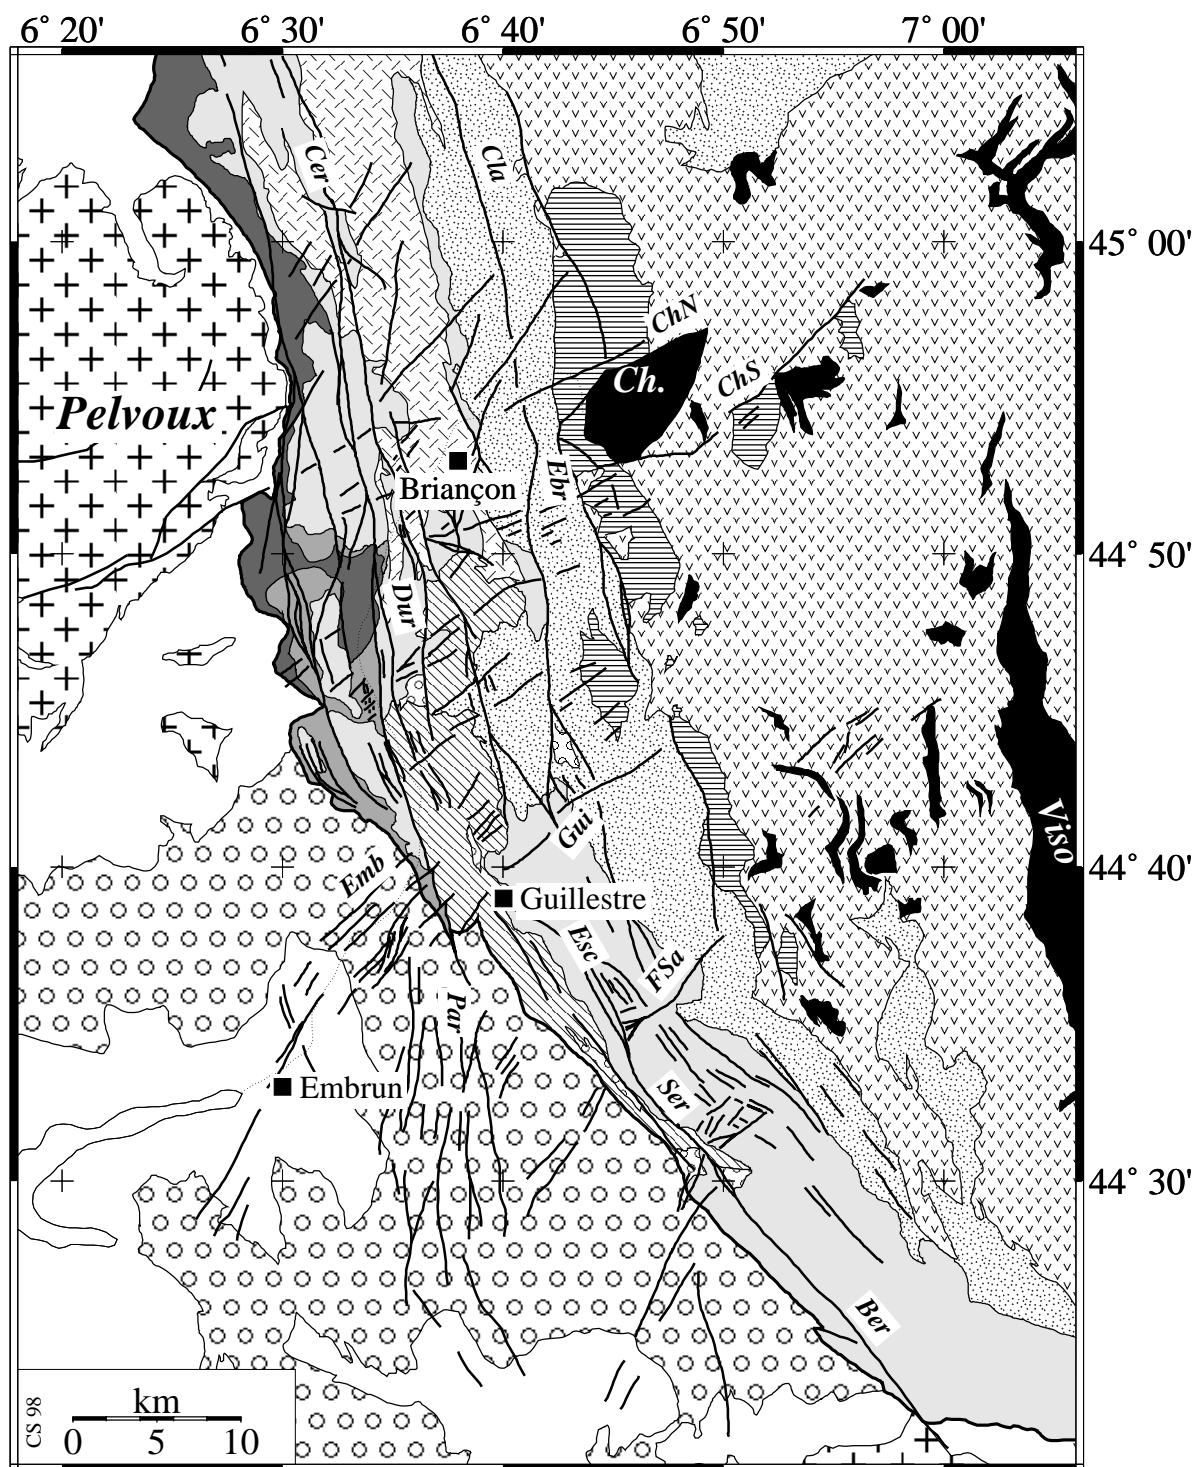 6° 20' 6° 30' 6° 40' 6° 50' 7° 00'
Cer
Cla
45° 00'
ChN
Ch.
ChS
Pelvoux
Ebr
Briançon
44° 50'
Dur
Gui
Viso
Emb
44° 40'
Guillestre
Esc
FSa
Par
Embrun
Ser
44° 30'
Ber
CS 98
km
0 5 10